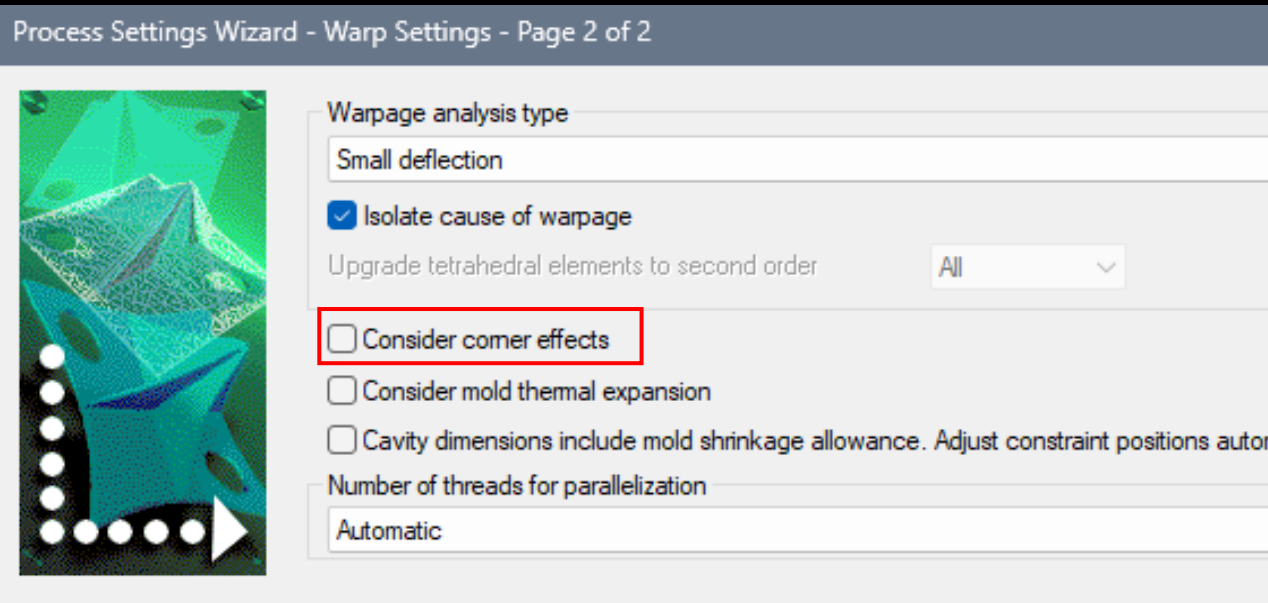 Process Settings Wizard - Warp Settings - Page 2 of 2
Warpage analysis type
Small deflection
Isolate cause of warpage
Upgrade tetrahedral elements to second order All
Consider corner effects
Consider mold thermal expansion
Cavity dimensions include mold shrinkage allowance. Adjust constraint positions
Number of threads for parallelization
Automatic